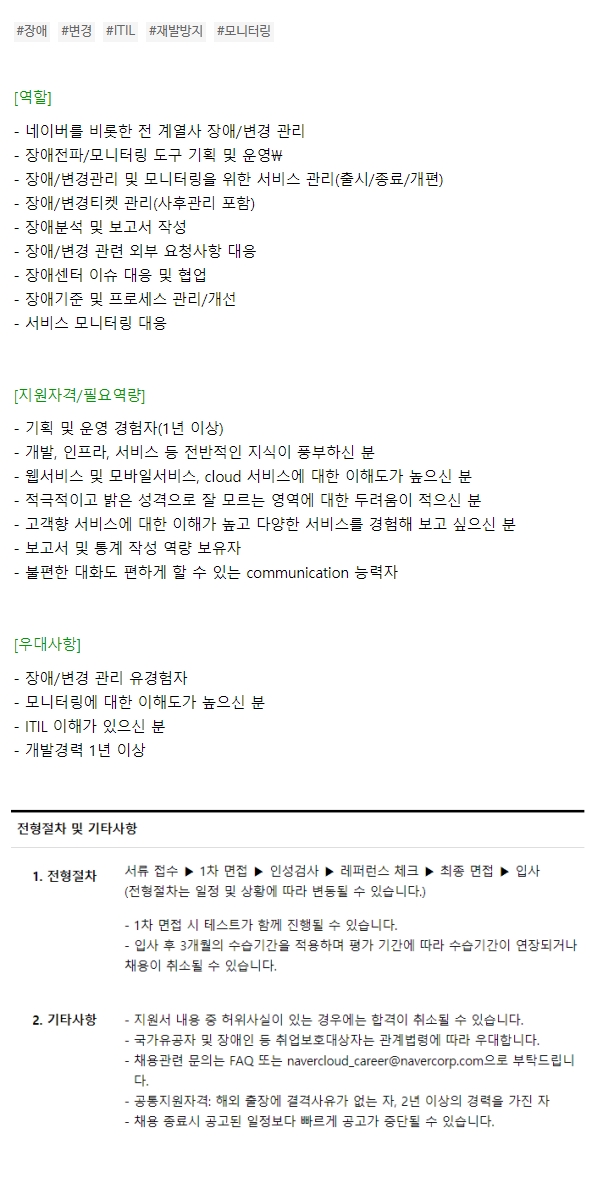 #장애 #변경 #ITIL #재발방지 #모니터링
[역할]
- 네이버를 비롯한 전 계열사 장애/변경 관리
- 장애전파/모니터링 도구 기획 및 운영₩
- 장애/변경관리 및 모니터링을 위한 서비스 관리(출시/종료/개편)
- 장애/변경티켓 관리(사후관리 포함)
- 장애분석 및 보고서 작성
- 장애/변경 관련 외부 요청사항 대응
- 장애센터 이슈 대응 및 협업
- 장애기준 및 프로세스 관리/개선
- 서비스 모니터링 대응
[지원자격/필요역량]
- 기획 및 운영 경험자(1년 이상)
- 개발, 인프라, 서비스 등 전반적인 지식이 풍부하신 분
- 웹서비스 및 모바일서비스, cloud 서비스에 대한 이해도가 높으신 분
- 적극적이고 밝은 성격으로 잘 모르는 영역에 대한 두려움이 적으신 분
- 고객향 서비스에 대한 이해가 높고 다양한 서비스를 경험해 보고 싶으신 분
- 보고서 및 통계 작성 역량 보유자
- 불편한 대화도 편하게 할 수 있는 communication 능력자
[우대사항]
- 장애/변경 관리 유경험자
- 모니터링에 대한 이해도가 높으신 분
- ITIL 이해가 있으신 분
- 개발경력 1년 이상
전형절차 및 기타사항
1. 전형절차 서류 접수 ▶ 1차 면접 ▶ 인성검사 ▶ 레퍼런스 체크 ▶ 최종 면접 ▶ 입사
(전형절차는 일정 및 상황에 따라 변동될 수 있습니다.)
- 1차 면접 시 테스트가 함께 진행될 수 있습니다.
- 입사 후 3개월의 수습기간을 적용하며 평가 기간에 따라 수습기간이 연장되거나
채용이 취소될 수 있습니다.
2. 기타사항 - 지원서 내용 중 허위사실이 있는 경우에는 합격이 취소될 수 있습니다.
- 국가유공자 및 장애인 등 취업보호대상자는 관계법령에 따라 우대합니다.
- 채용관련 문의는 FAQ 또는 navercloud_career@navercorp.com으로 부탁드립니
다.
- 공통지원자격: 해외 출장에 결격사유가 없는 자, 2년 이상의 경력을 가진 자
- 채용 종료시 공고된 일정보다 빠르게 공고가 중단될 수 있습니다.